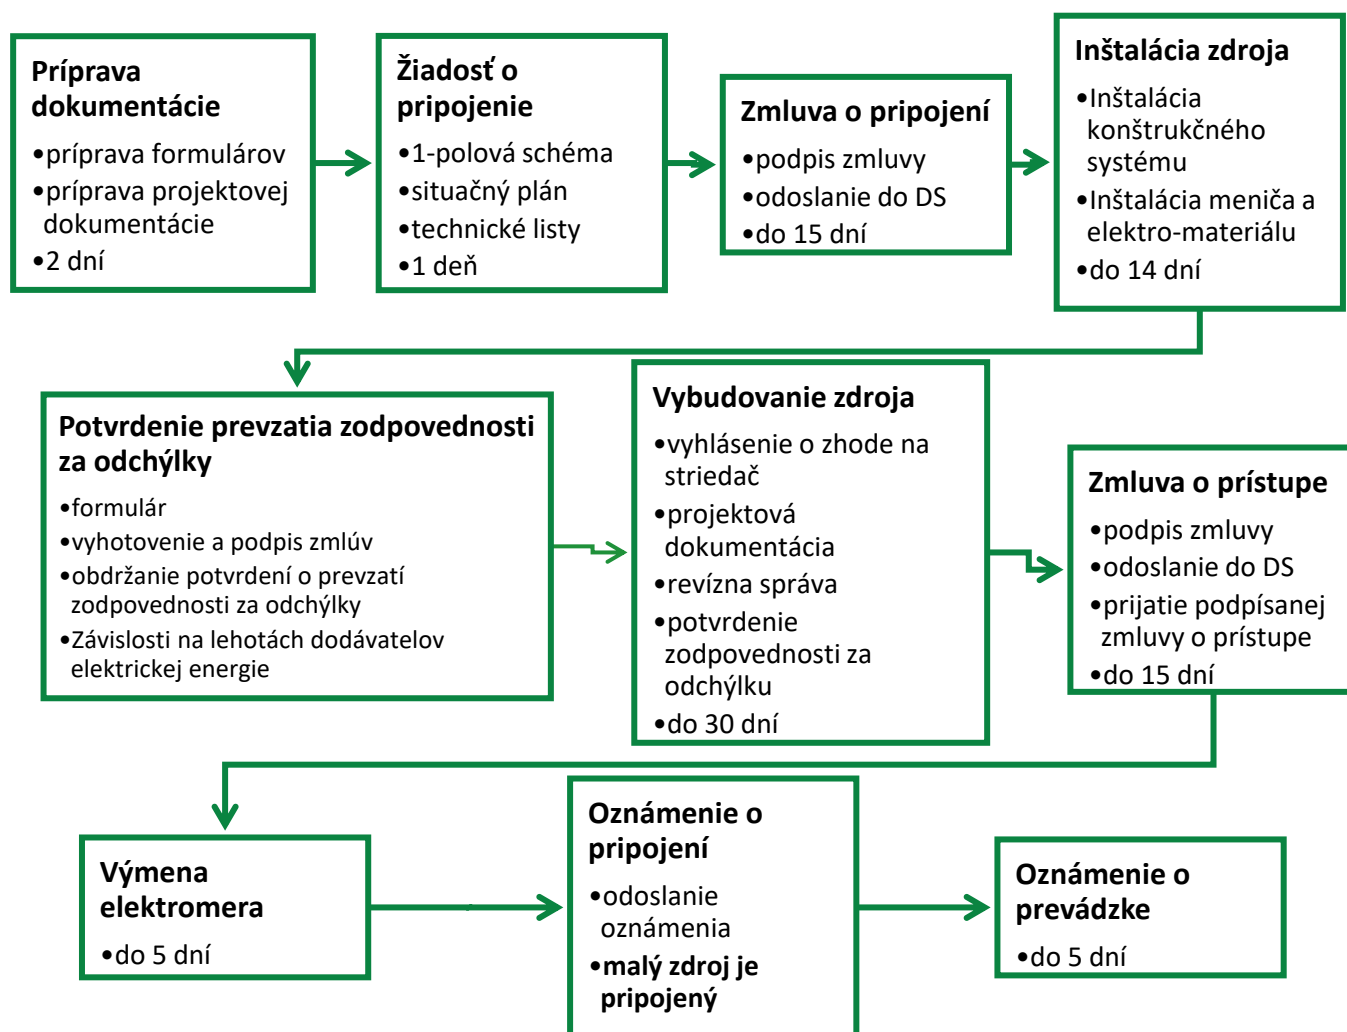 Príprava
dokumentácie
•príprava formulárov
•príprava projektovej
dokumentácie
•2 dní
Žiadosť o
pripojenie
•1-polová schéma
•situačný plán
•technické listy
•1 deň
Zmluva o pripojení
•podpis zmluvy
•odoslanie do DS
•do 15 dní
Inštalácia zdroja
•Inštalácia
konštrukčného
systému
•Inštalácia meniča a
elektro-materiálu
•do 14 dní
Potvrdenie prevzatia zodpovednosti
za odchýlky
•formulár
•vyhotovenie a podpis zmlúv
•obdržanie potvrdení o prevzatí
zodpovednosti za odchýlky
•Závislosti na lehotách dodávatelov
elektrickej energie
Vybudovanie zdroja
•vyhlásenie o zhode na
striedač
•projektová
dokumentácia
•revízna správa
•potvrdenie
zodpovednosti za
odchýlku
•do 30 dní
Zmluva o prístupe
•podpis zmluvy
•odoslanie do DS
•prijatie podpísanej
zmluvy o prístupe
•do 15 dní
Výmena
elektromera
•do 5 dní
Oznámenie o
pripojení
•odoslanie
oznámenia
•malý zdroj je
pripojený
Oznámenie o
prevádzke
•do 5 dní